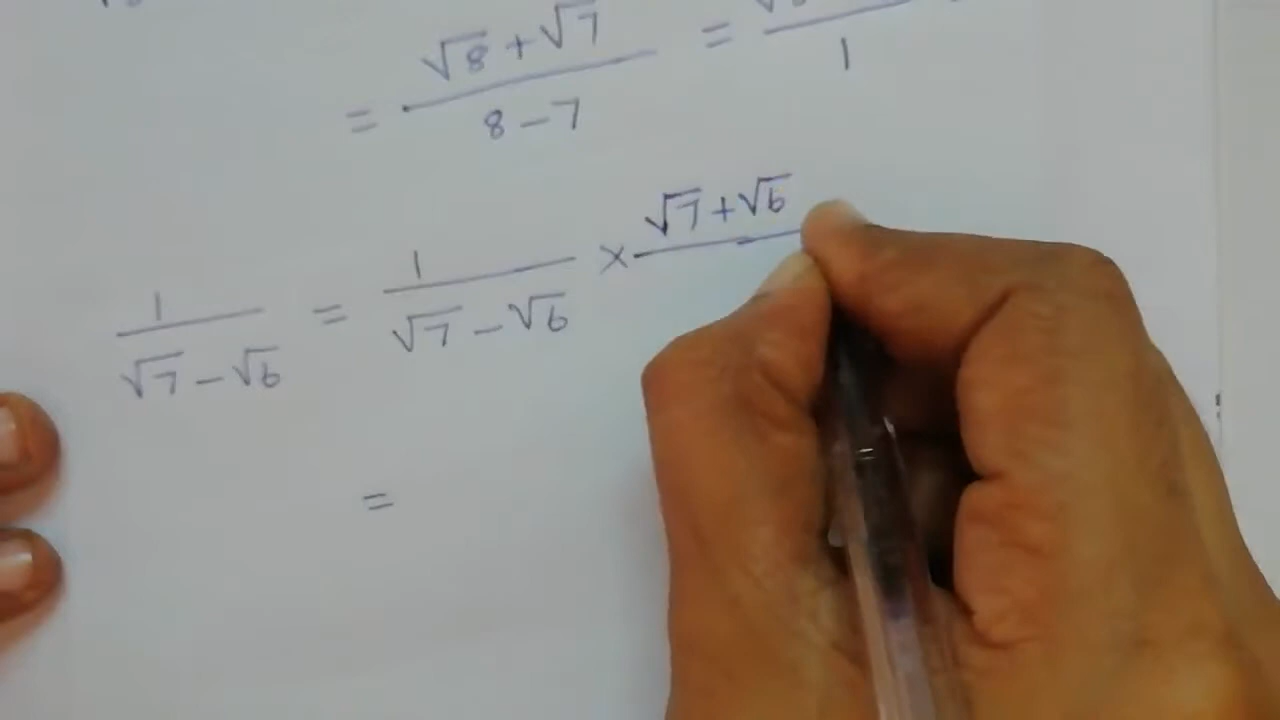 = (√8 + √7)/(8 − 7) = /1
1/(√7 − √6) = 1/(√7 − √6) × (√7 + √6)/
=